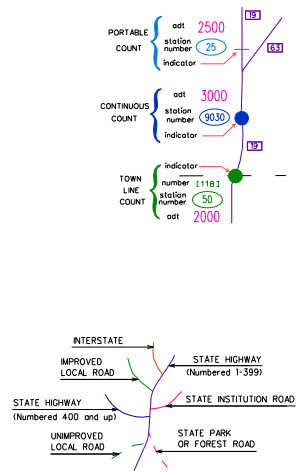 19
adt 2500
PORTABLE
COUNT
station
number 25
63
indicator
adt 3000
CONTINUOUS
COUNT
station
number 9030
indicator
19
indicator
TOWN
LINE
COUNT
number [118]
station
number 50
adt 2000
INTERSTATE
IMPROVED
LOCAL ROAD
STATE HIGHWAY
(Numbered 1-399)
STATE HIGHWAY
(Numbered 400 and up)
STATE INSTITUTION ROAD
UNIMPROVED
LOCAL ROAD
STATE PARK
OR FOREST ROAD